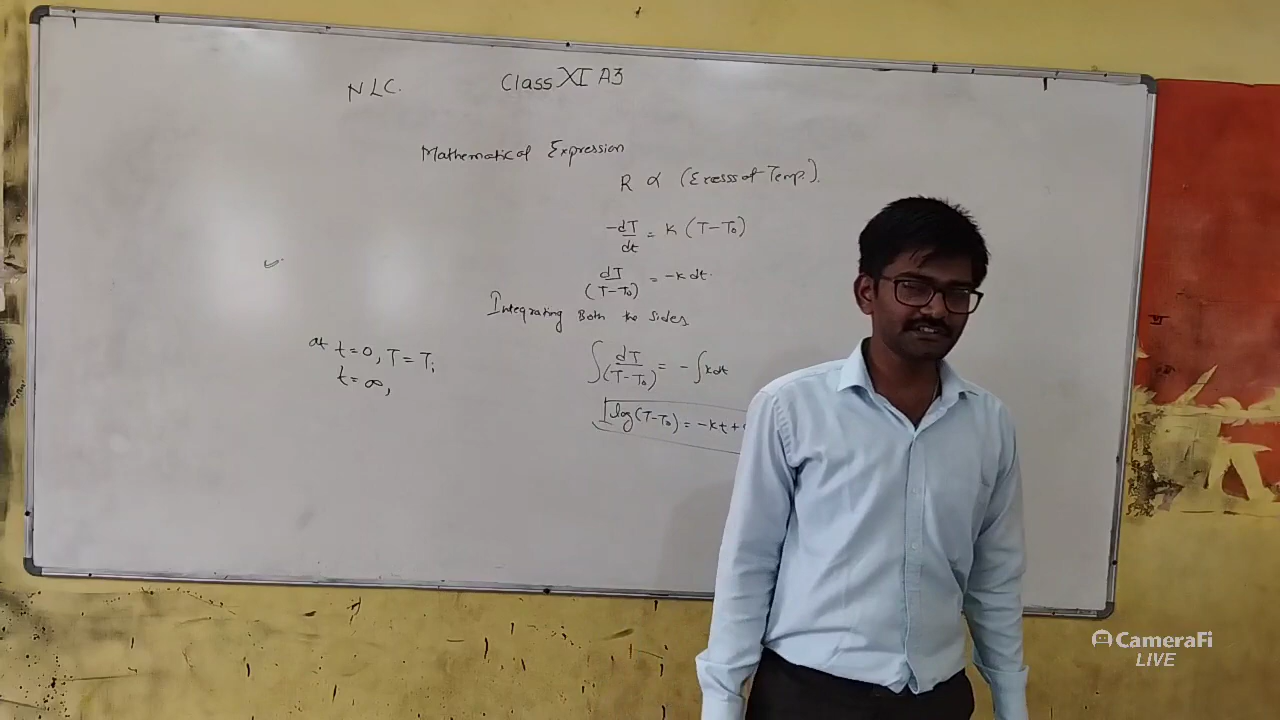 NLC.
Class XI A3
Mathematical Expression
R ∝ (Excesss of Temp.).
-dT/dt = K (T-T₀)
dT/(T-T₀) = -K dt.
Integrating Both the Sides
∫ dT/(T-T₀) = - ∫ K dt
log(T-T₀) = -Kt +
at t=0, T=Tᵢ
t=∞,
CameraFi
LIVE